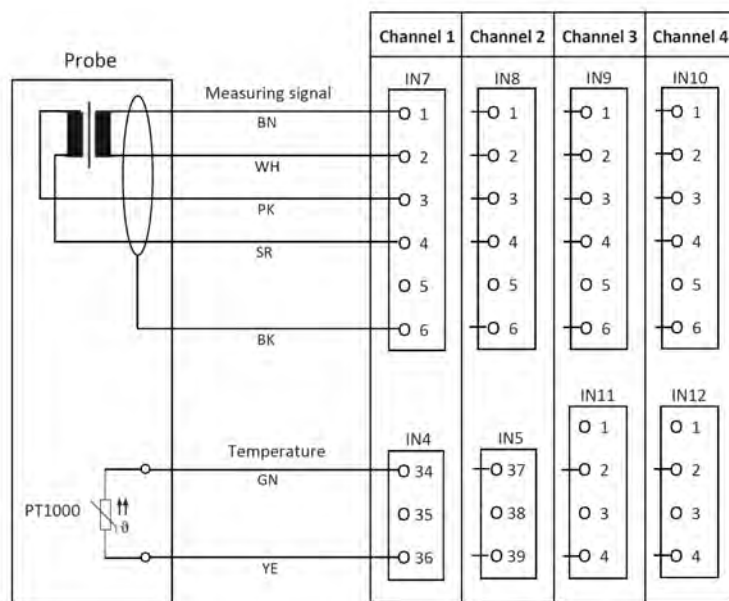 Channel 1 Channel 2 Channel 3 Channel 4
Probe
IN7 IN8 IN9 IN10
Measuring signal
BN
1 1 1 1
WH
2 2 2 2
PK
3 3 3 3
SR
4 4 4 4
5 5 5 5
BK
6 6 6 6
IN11 IN12
1 1
IN4 IN5
Temperature
GN
34 37 2 2
PT1000
ϑ
35 38 3 3
YE
36 39 4 4